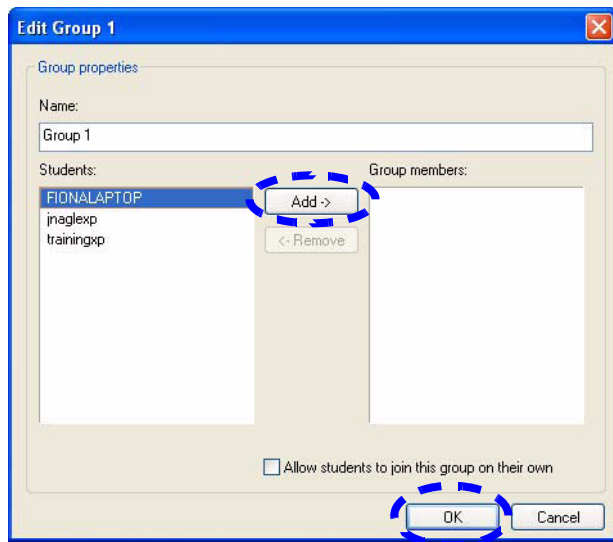 Edit Group 1
Group properties
Name:
Group 1
Students:
Group members:
FIONALAPTOP
jnaglexp
trainingxp
Add ->
<- Remove
Allow students to join this group on their own
OK
Cancel